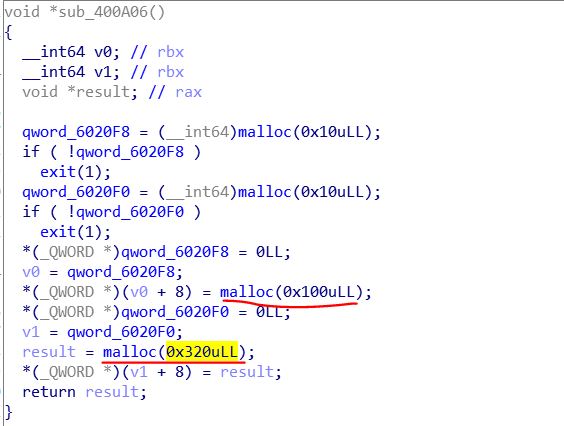 void *sub_400A06()
{
  __int64 v0; // rbx
  __int64 v1; // rbx
  void *result; // rax

  qword_6020F8 = (__int64)malloc(0x10uLL);
  if ( !qword_6020F8 )
    exit(1);
  qword_6020F0 = (__int64)malloc(0x10uLL);
  if ( !qword_6020F0 )
    exit(1);
  *(_QWORD *)qword_6020F8 = 0LL;
  v0 = qword_6020F8;
  *(_QWORD *)(v0 + 8) = malloc(0x100uLL);
  *(_QWORD *)qword_6020F0 = 0LL;
  v1 = qword_6020F0;
  result = malloc(0x320uLL);
  *(_QWORD *)(v1 + 8) = result;
  return result;
}